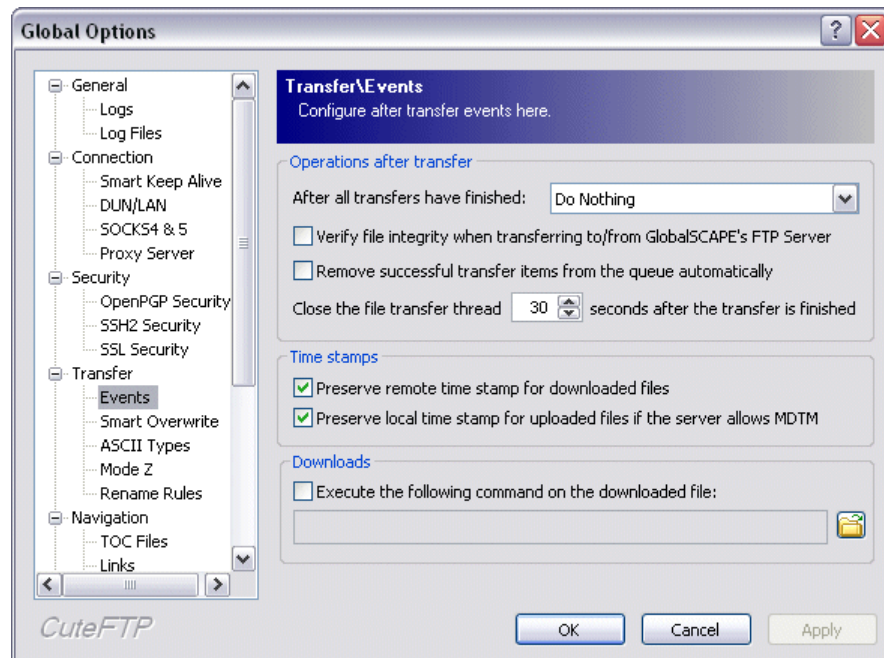 Global Options
General
Logs
Log Files
Connection
Smart Keep Alive
DUN/LAN
SOCKS4 & 5
Proxy Server
Security
OpenPGP Security
SSH2 Security
SSL Security
Transfer
Events
Smart Overwrite
ASCII Types
Mode Z
Rename Rules
Navigation
TOC Files
Links
Transfer\Events
Configure after transfer events here.
Operations after transfer
After all transfers have finished: Do Nothing
Verify file integrity when transferring to/from GlobalSCAPE's FTP Server
Remove successful transfer items from the queue automatically
Close the file transfer thread 30 seconds after the transfer is finished
Time stamps
Preserve remote time stamp for downloaded files
Preserve local time stamp for uploaded files if the server allows MDTM
Downloads
Execute the following command on the downloaded file:
CuteFTP
OK Cancel Apply